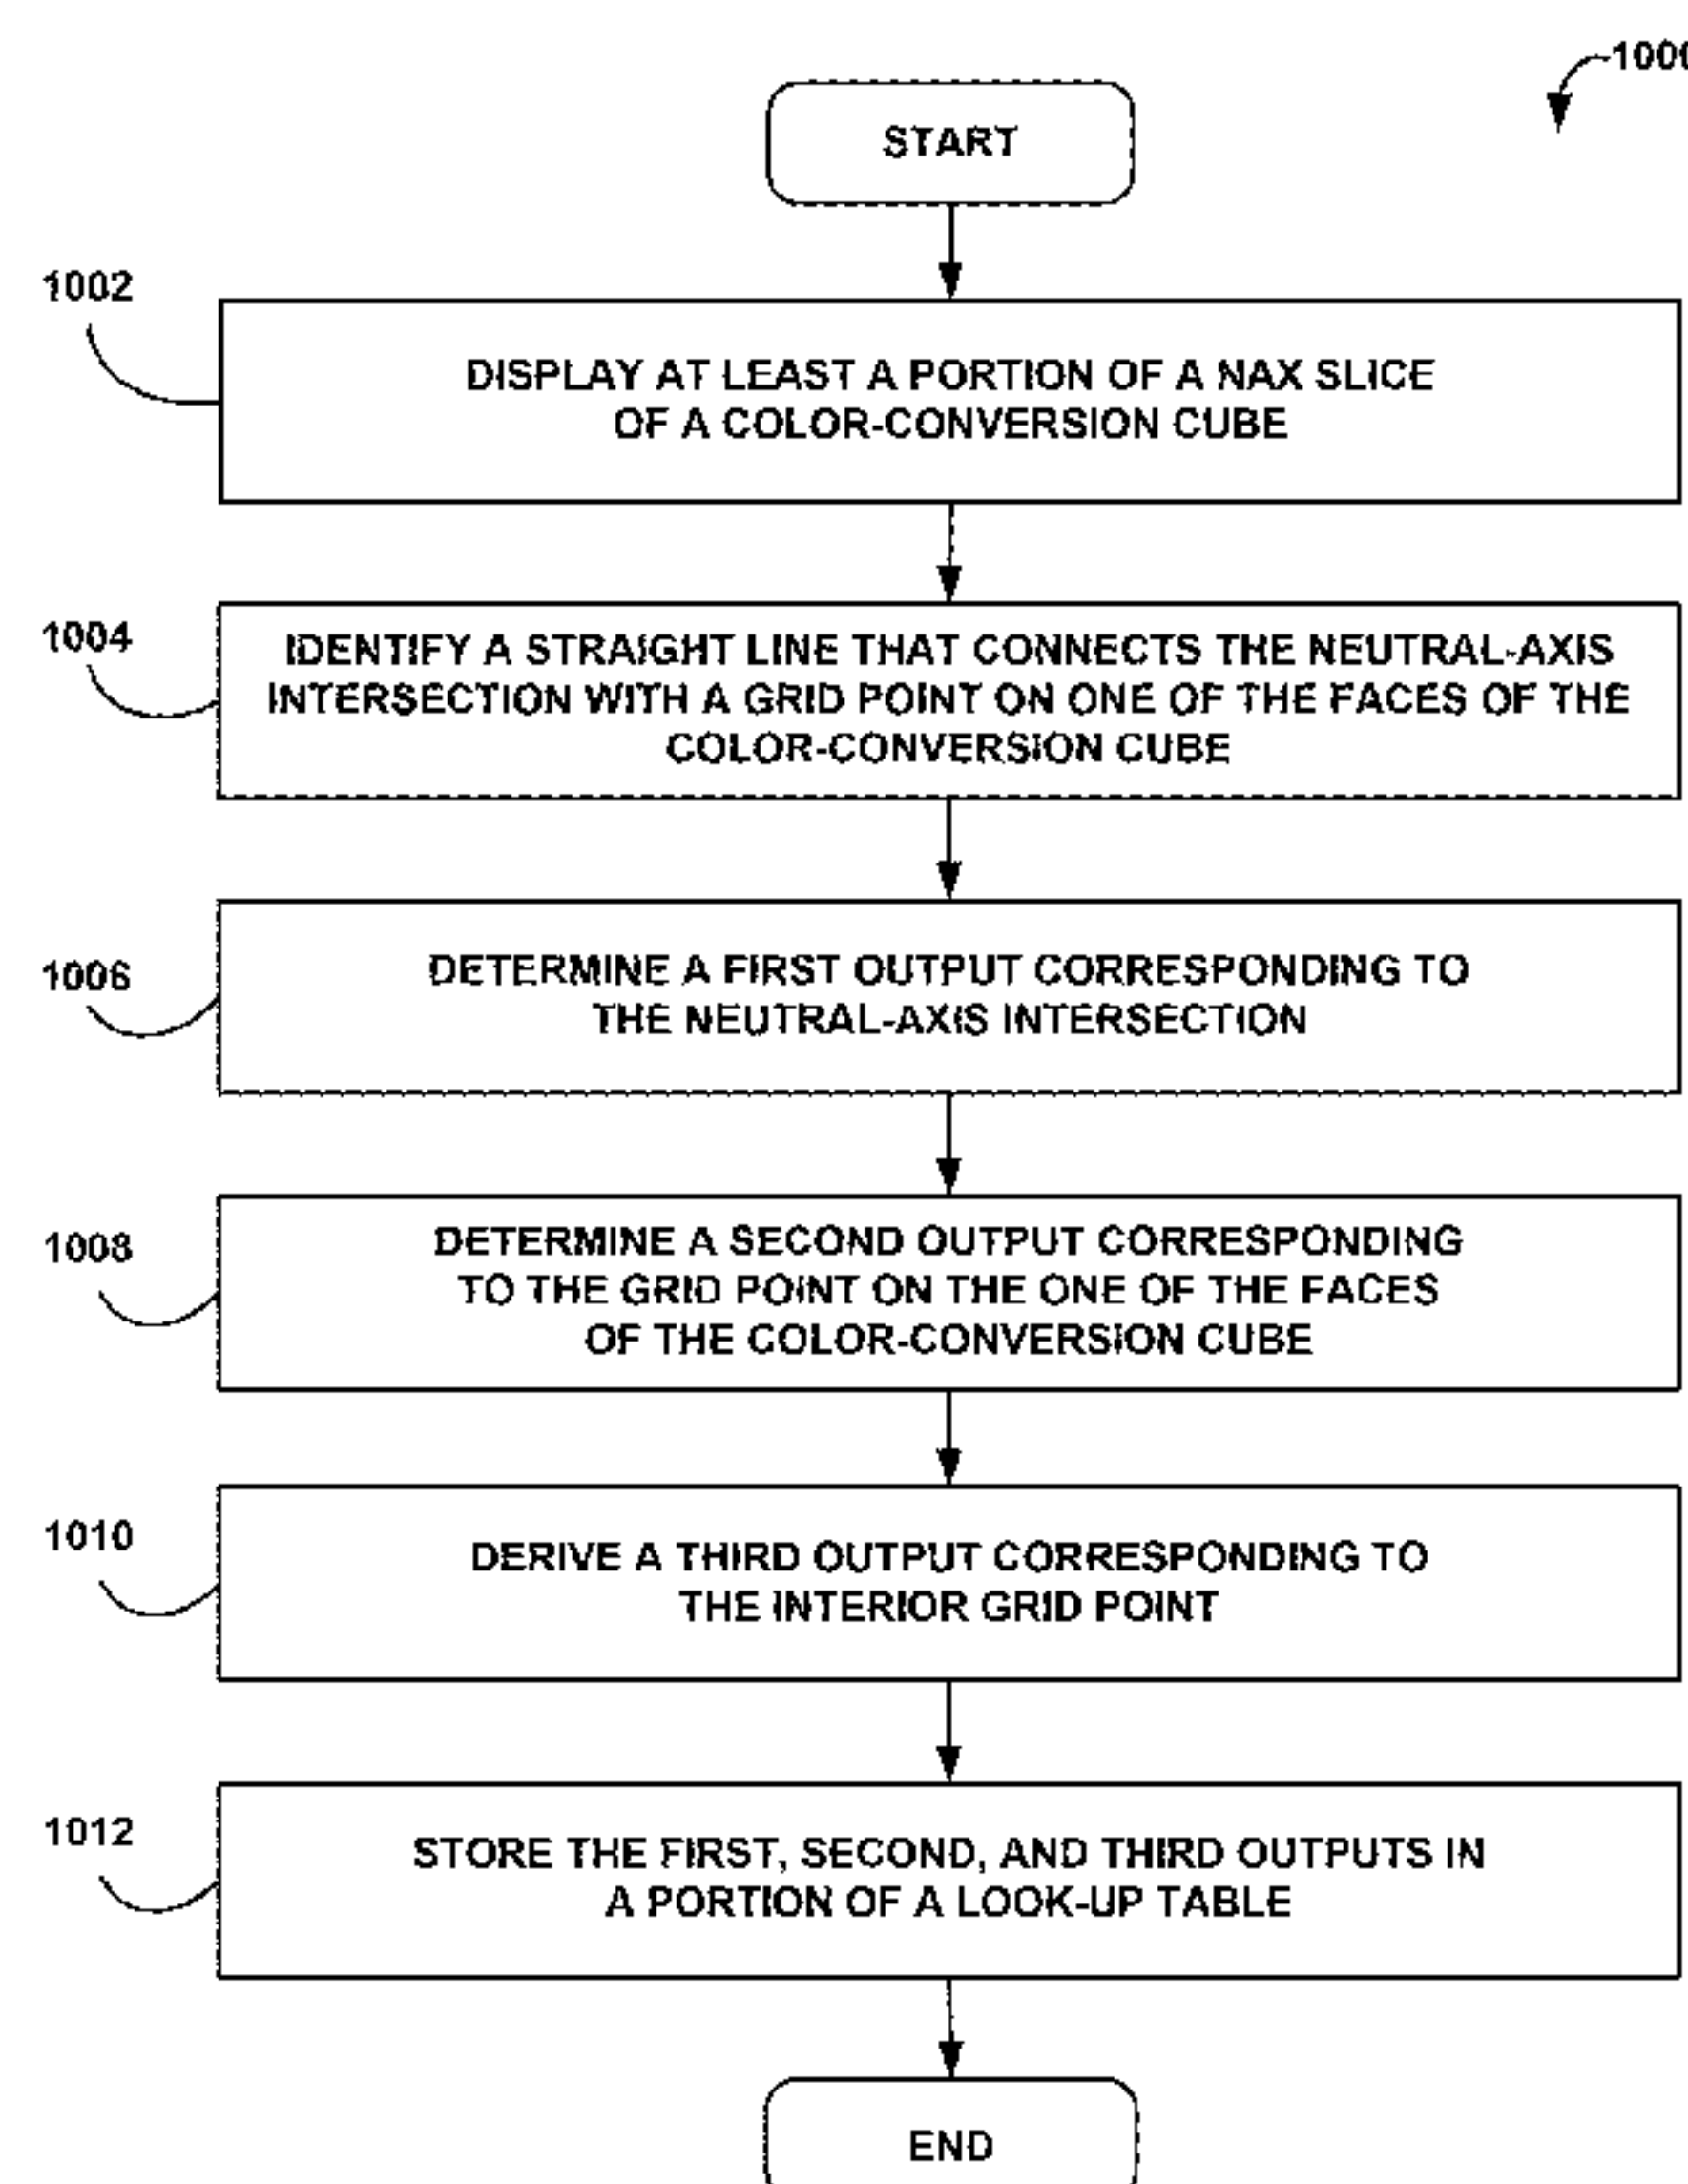 1000
START
1002
DISPLAY AT LEAST A PORTION OF A NAX SLICE
OF A COLOR-CONVERSION CUBE
1004
IDENTIFY A STRAIGHT LINE THAT CONNECTS THE NEUTRAL-AXIS
INTERSECTION WITH A GRID POINT ON ONE OF THE FACES OF THE
COLOR-CONVERSION CUBE
1006
DETERMINE A FIRST OUTPUT CORRESPONDING TO
THE NEUTRAL-AXIS INTERSECTION
1008
DETERMINE A SECOND OUTPUT CORRESPONDING
TO THE GRID POINT ON THE ONE OF THE FACES
OF THE COLOR-CONVERSION CUBE
1010
DERIVE A THIRD OUTPUT CORRESPONDING TO
THE INTERIOR GRID POINT
1012
STORE THE FIRST, SECOND, AND THIRD OUTPUTS IN
A PORTION OF A LOOK-UP TABLE
END